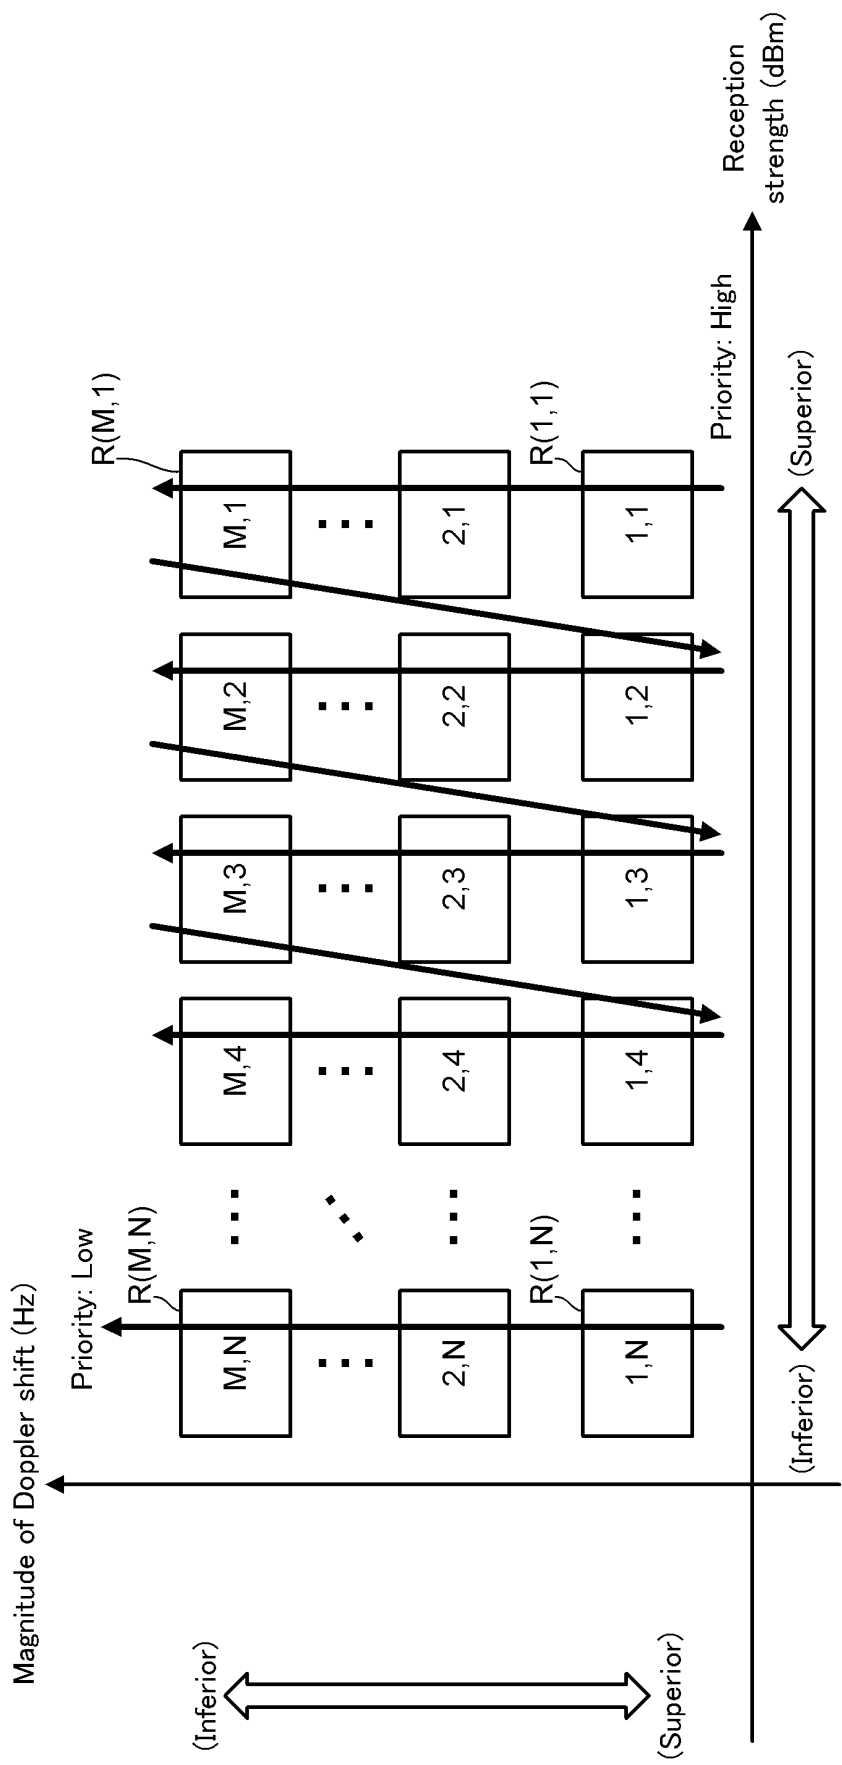 Magnitude of Doppler shift (Hz)
Priority: Low
R(M,N)
R(M,1)
(Inferior)
M,N
...
M,4
M,3
M,2
M,1
...
...
...
...
...
...
2,N
...
2,4
2,3
2,2
2,1
R(1,N)
R(1,1)
1,N
...
1,4
1,3
1,2
1,1
(Superior)
Priority: High
Reception
strength (dBm)
(Inferior)
(Superior)